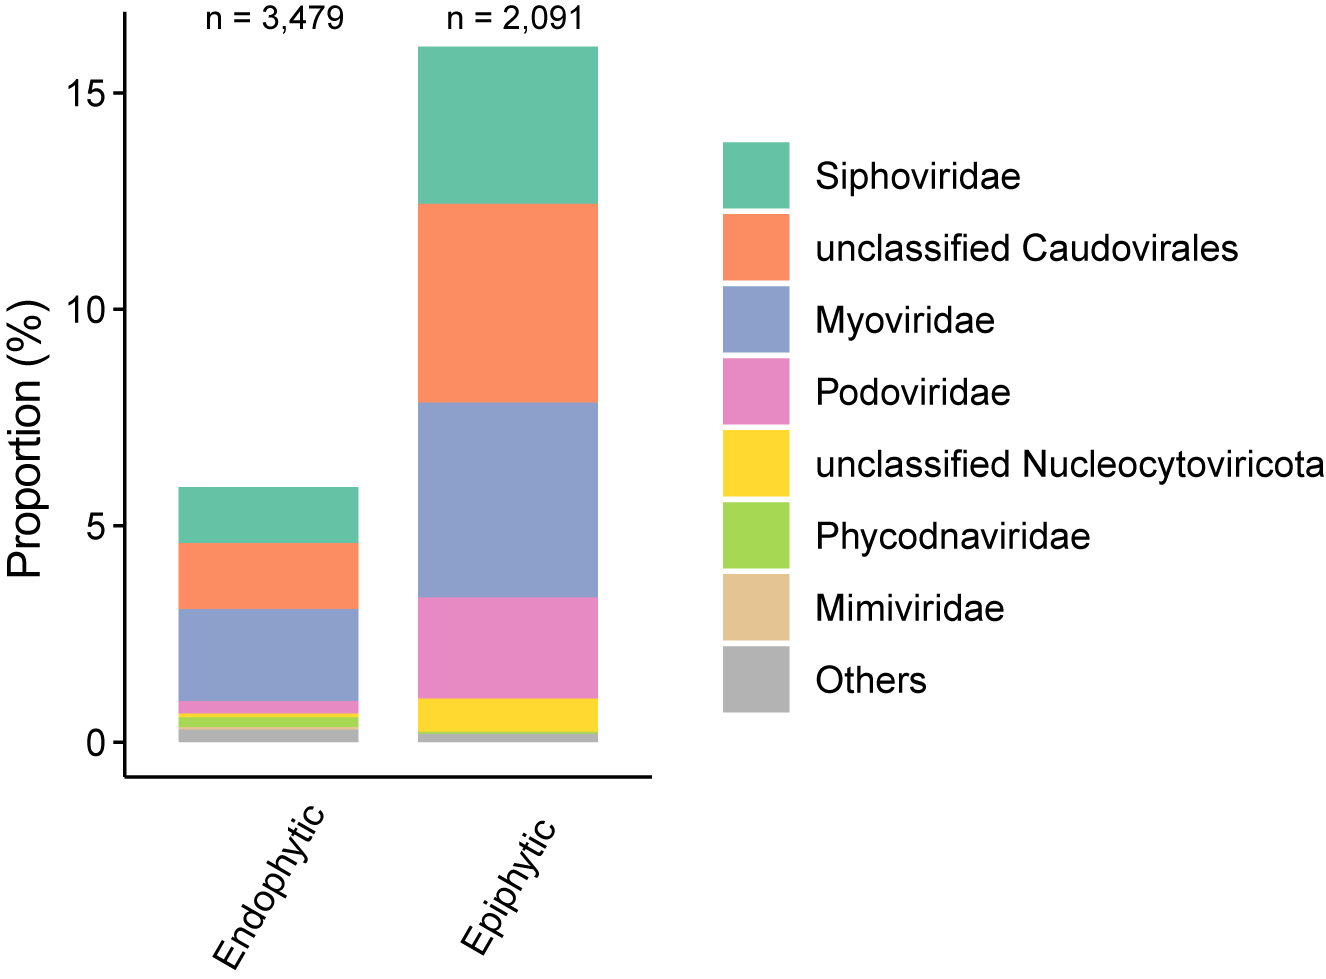 n = 3,479
n = 2,091
15
10
5
0
Proportion (%)
Endophytic
Epiphytic
Siphoviridae
unclassified Caudovirales
Myoviridae
Podoviridae
unclassified Nucleocytoviricota
Phycodnaviridae
Mimiviridae
Others